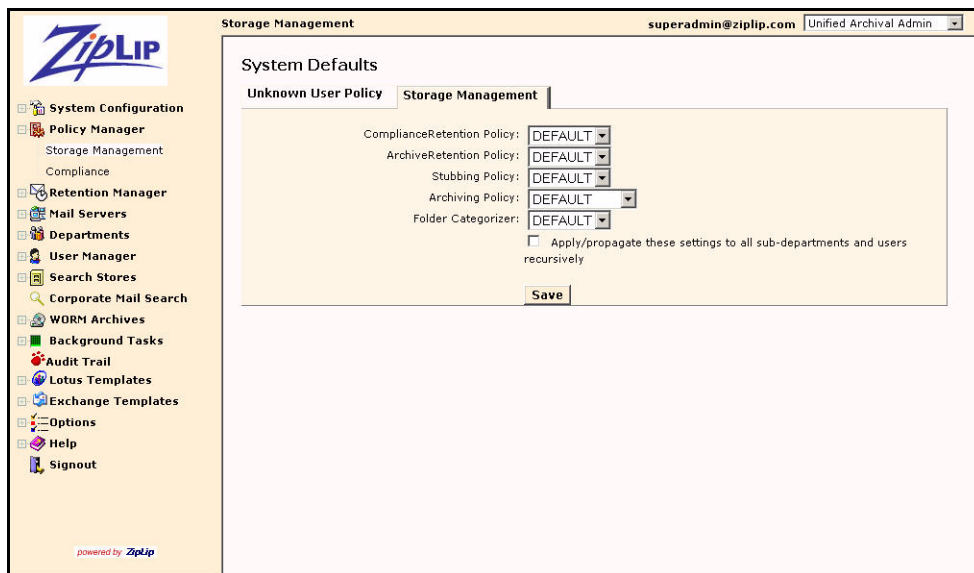 ZipLip
Storage Management
superadmin@ziplip.com
Unified Archival Admin
System Defaults
Unknown User Policy
Storage Management
ComplianceRetention Policy: DEFAULT
ArchiveRetention Policy: DEFAULT
Stubbing Policy: DEFAULT
Archiving Policy: DEFAULT
Folder Categorizer: DEFAULT
Apply/propagate these settings to all sub-departments and users
recursively
Save
System Configuration
Policy Manager
Storage Management
Compliance
Retention Manager
Mail Servers
Departments
User Manager
Search Stores
Corporate Mail Search
WORM Archives
Background Tasks
Audit Trail
Lotus Templates
Exchange Templates
Options
Help
Signout
powered by ZipLip